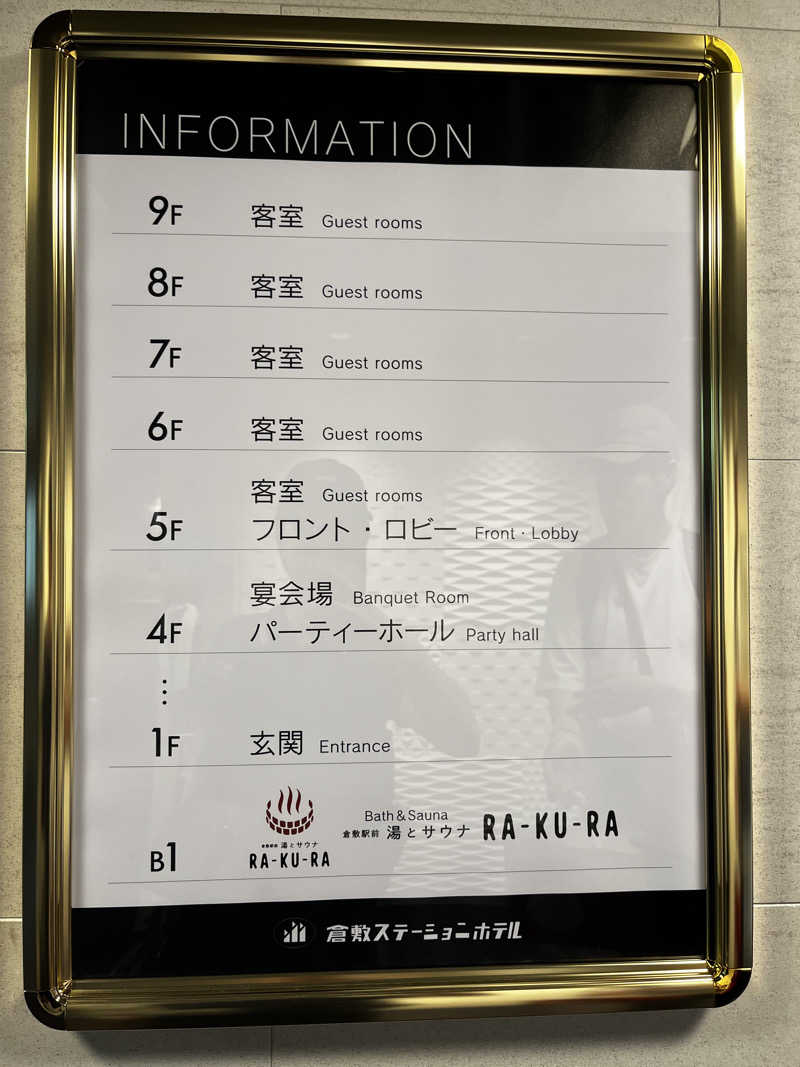 INFORMATION
9F 客室 Guest rooms
8F 客室 Guest rooms
7F 客室 Guest rooms
6F 客室 Guest rooms
客室 Guest rooms
5F フロント・ロビー Front・Lobby
宴会場 Banquet Room
4F パーティーホール Party hall
1F 玄関 Entrance
B1
湯とサウナ
RA-KU-RA
Bath & Sauna
倉敷駅前 湯とサウナ RA-KU-RA
倉敷ステーションホテル